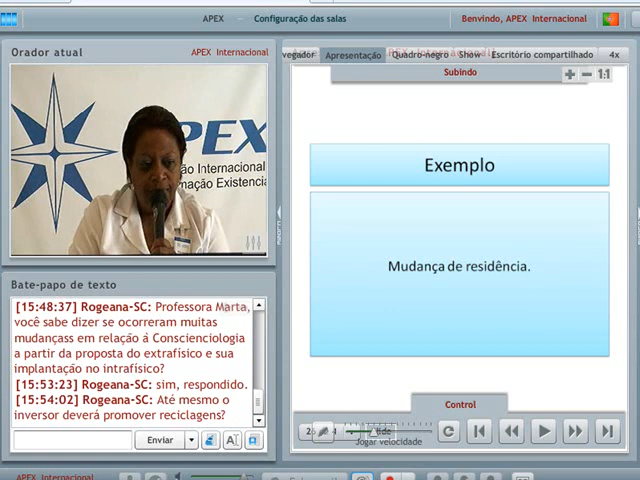 APEX – Configuração das salas
Benvindo, APEX Internacional
Orador atual
APEX Internacional
PEX
ão Internacional
mação Existencia
Bate-papo de texto
[15:48:37] Rogeana-SC: Professora Marta,
você sabe dizer se ocorreram muitas
mudançass em relação á Conscienciologia
a partir da proposta do extrafísico e sua
implantação no intrafísico?
[15:53:23] Rogeana-SC: sim, respondido.
[15:54:02] Rogeana-SC: Até mesmo o
inversor deverá promover reciclagens?
Enviar
vegador Apresentação Quadro-negro Show Escritório compartilhado 4x
Subindo
1:1
Exemplo
Mudança de residência.
Control
Jogar velocidade
APEX Internacional